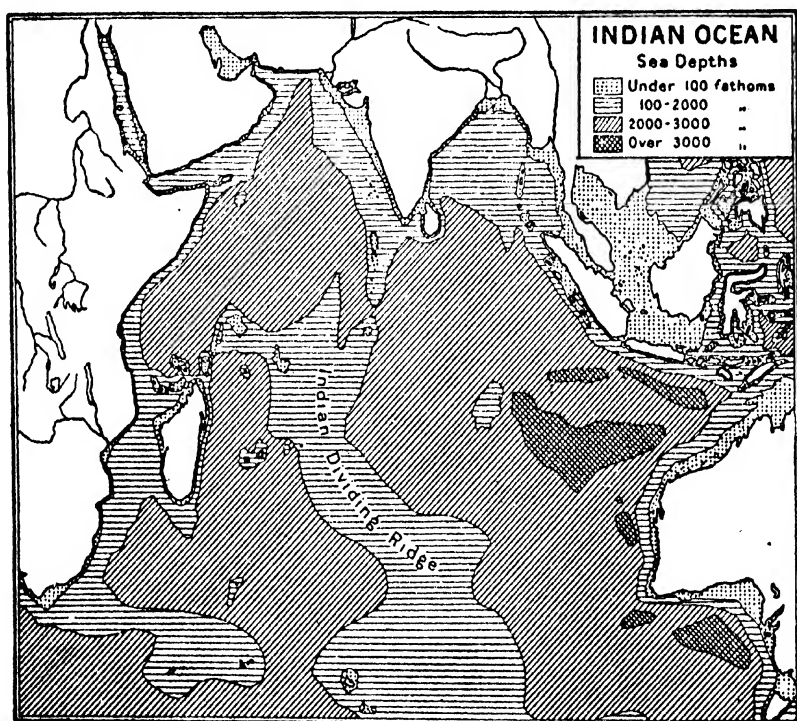 INDIAN OCEAN
Sea Depths
Under 100 fathoms
100-2000 "
2000-3000 "
Over 3000 "
Indian Dividing Ridge